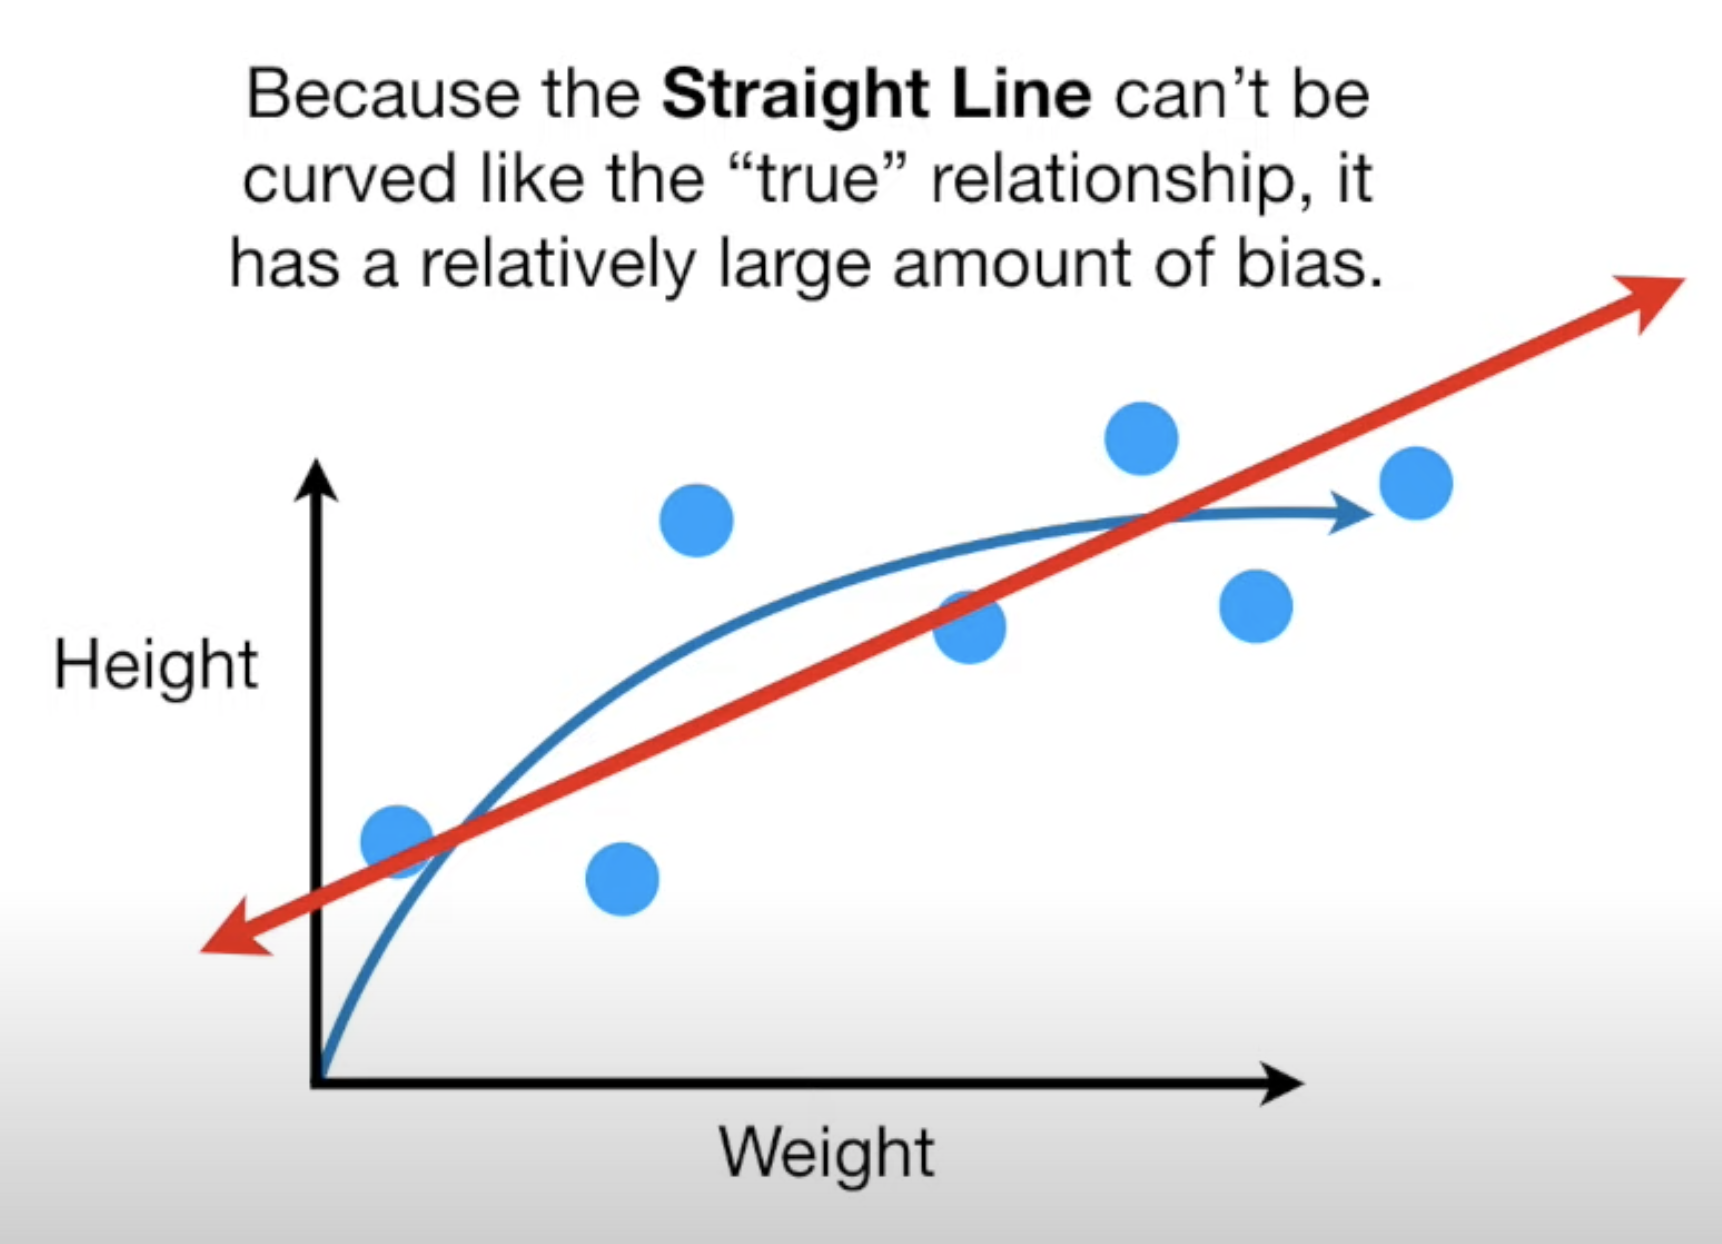 Because the Straight Line can’t be
curved like the “true” relationship, it
has a relatively large amount of bias.
Height
Weight